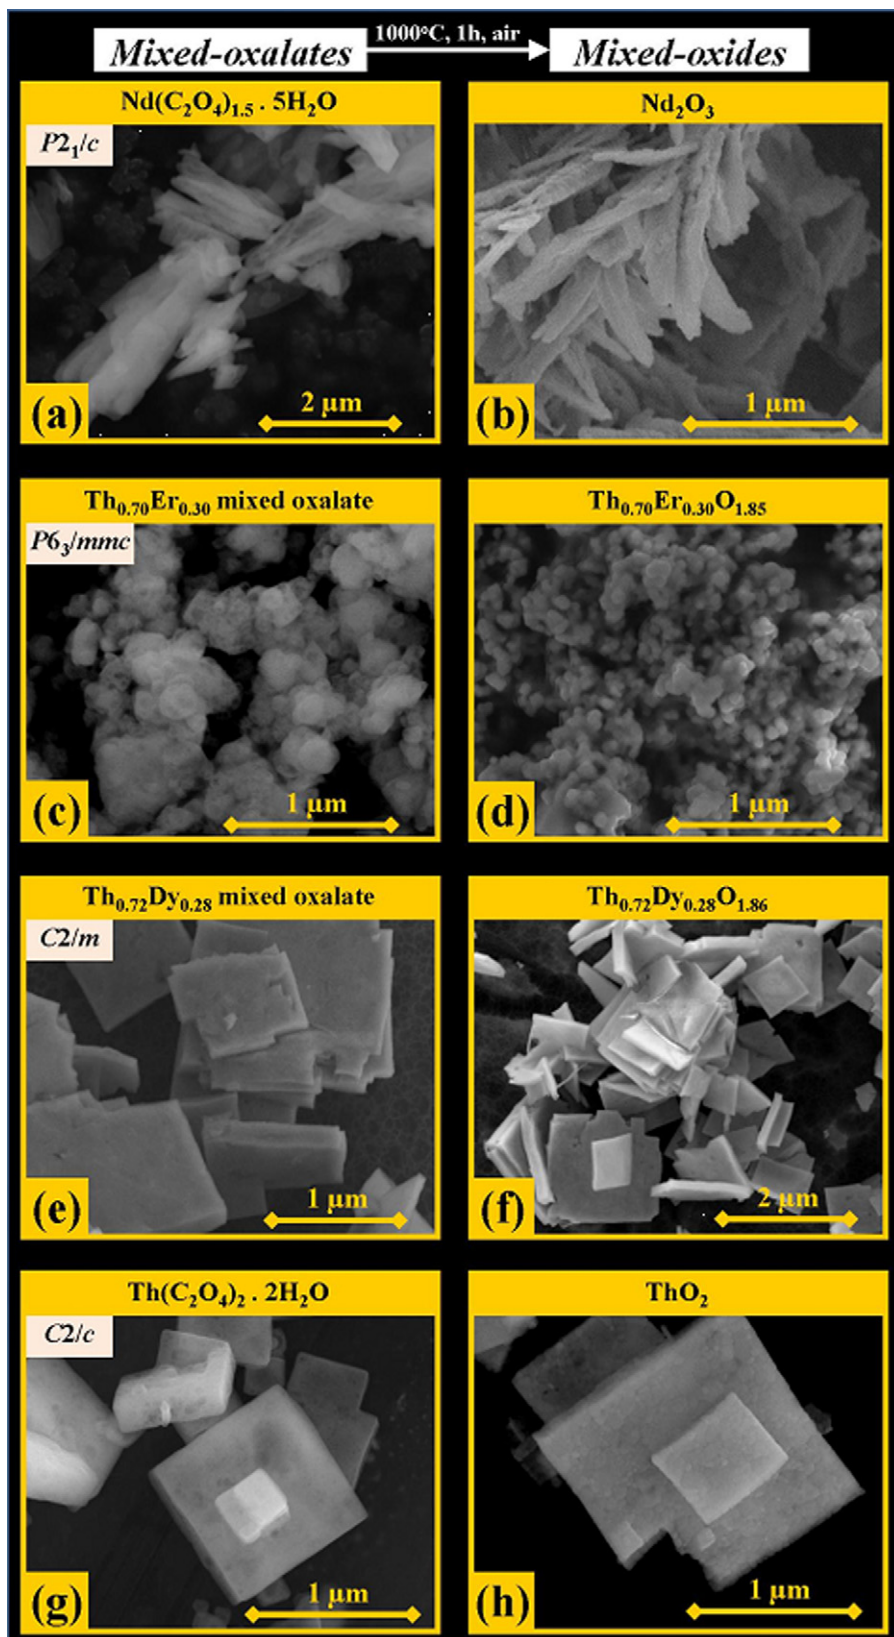 Mixed-oxalates 1000°C, 1h, air Mixed-oxides
Nd(C₂O₄)₁.₅ . 5H₂O
Nd₂O₃
P2₁/c
(a)
2 µm
(b)
1 µm
Th₀.₇₀Er₀.₃₀ mixed oxalate
Th₀.₇₀Er₀.₃₀O₁.₈₅
P6₃/mmc
(c)
1 µm
(d)
1 µm
Th₀.₇₂Dy₀.₂₈ mixed oxalate
Th₀.₇₂Dy₀.₂₈O₁.₈₆
C2/m
(e)
1 µm
(f)
2 µm
Th(C₂O₄)₂ . 2H₂O
ThO₂
C2/c
(g)
1 µm
(h)
1 µm